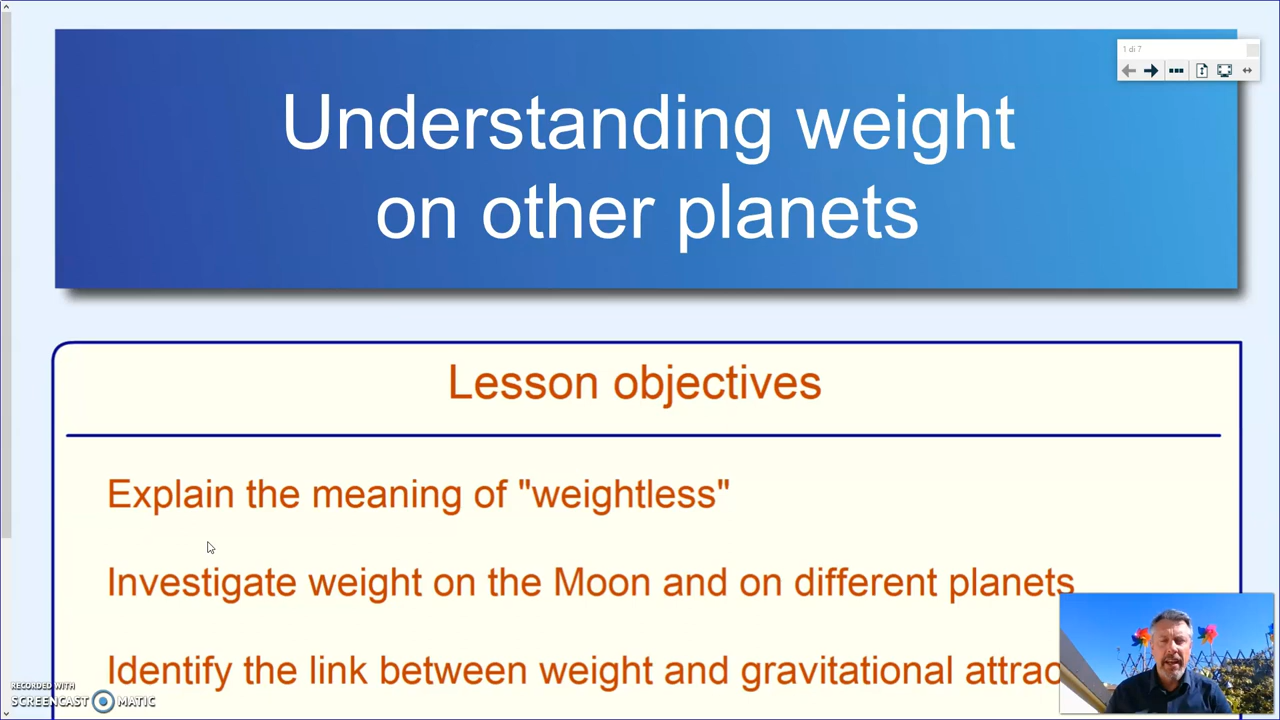 1 di 7
Understanding weight
on other planets
Lesson objectives
Explain the meaning of "weightless"
Investigate weight on the Moon and on different planets
Identify the link between weight and gravitational attrac
RECORDED WITH
SCREENCAST MATIC